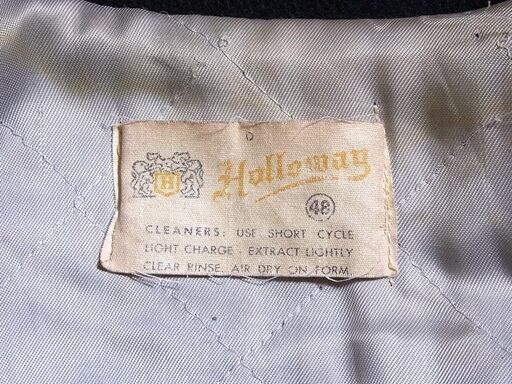 H
Holloway
48
CLEANERS: USE SHORT CYCLE
LIGHT CHARGE - EXTRACT LIGHTLY
CLEAR RINSE. AIR DRY ON FORM.